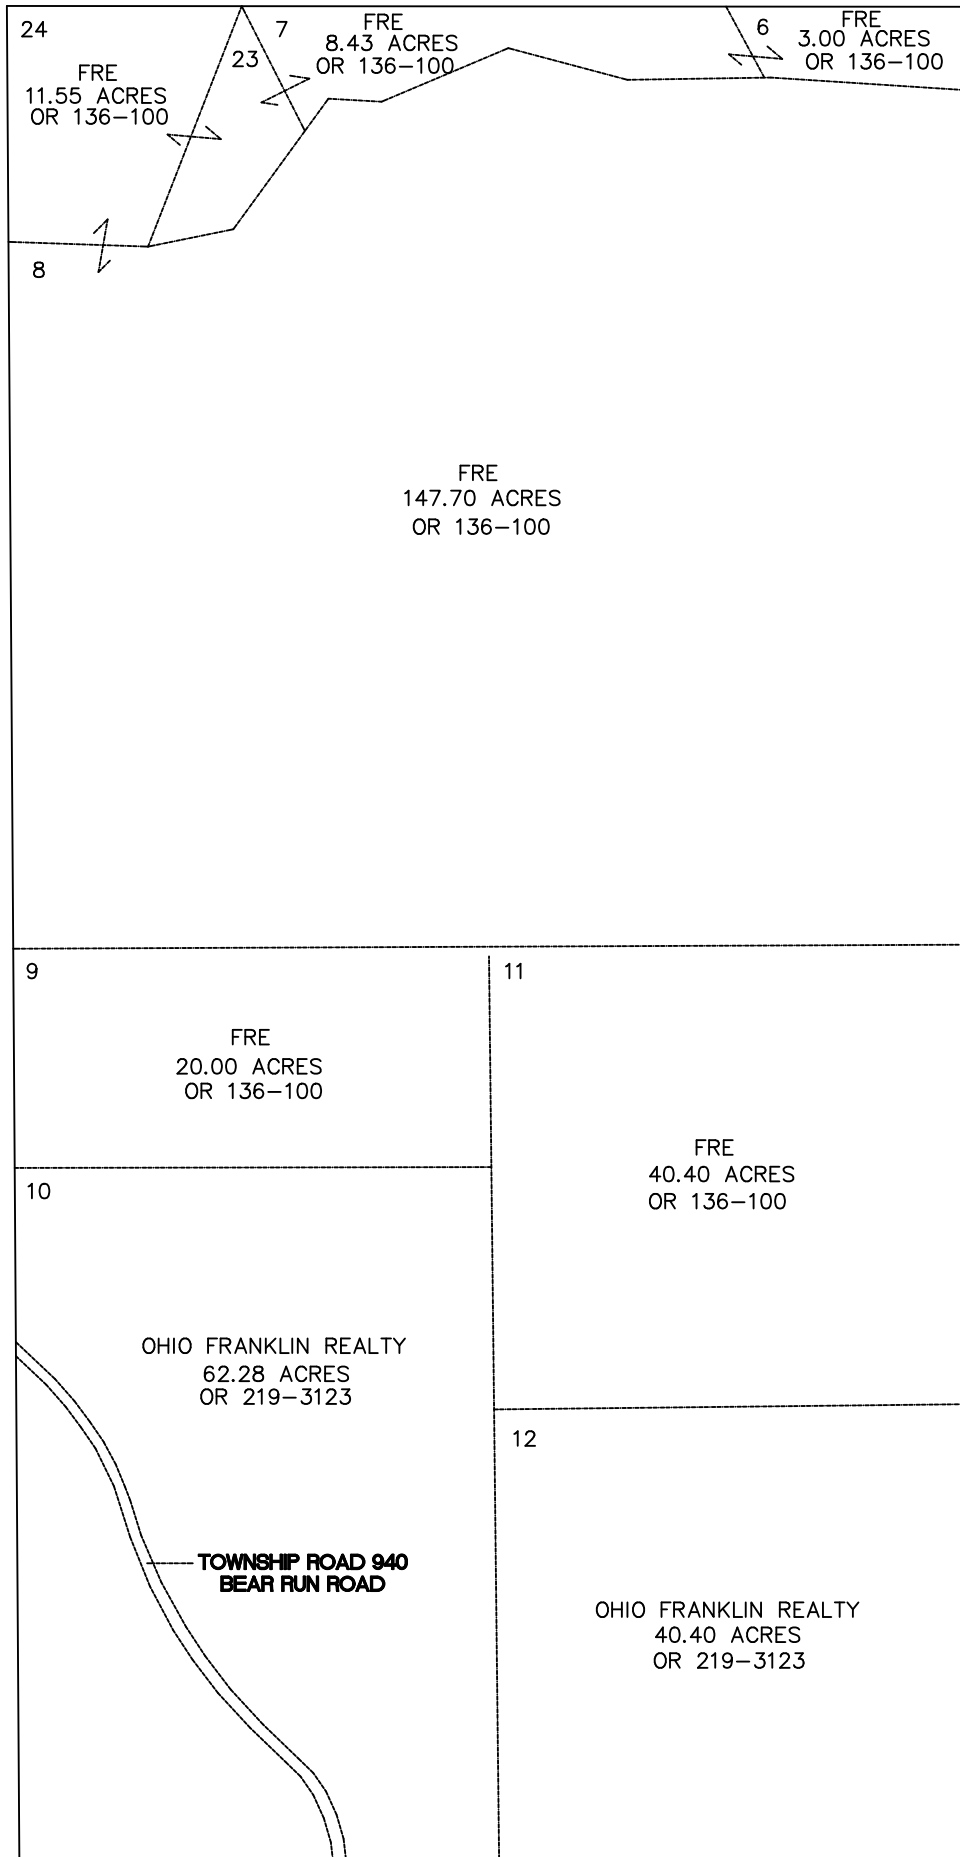 24
FRE
11.55 ACRES
OR 136-100
7
23
FRE
8.43 ACRES
OR 136-100
6
FRE
3.00 ACRES
OR 136-100
8
FRE
147.70 ACRES
OR 136-100
9
FRE
20.00 ACRES
OR 136-100
11
FRE
40.40 ACRES
OR 136-100
10
OHIO FRANKLIN REALTY
62.28 ACRES
OR 219-3123
TOWNSHIP ROAD 940
BEAR RUN ROAD
12
OHIO FRANKLIN REALTY
40.40 ACRES
OR 219-3123